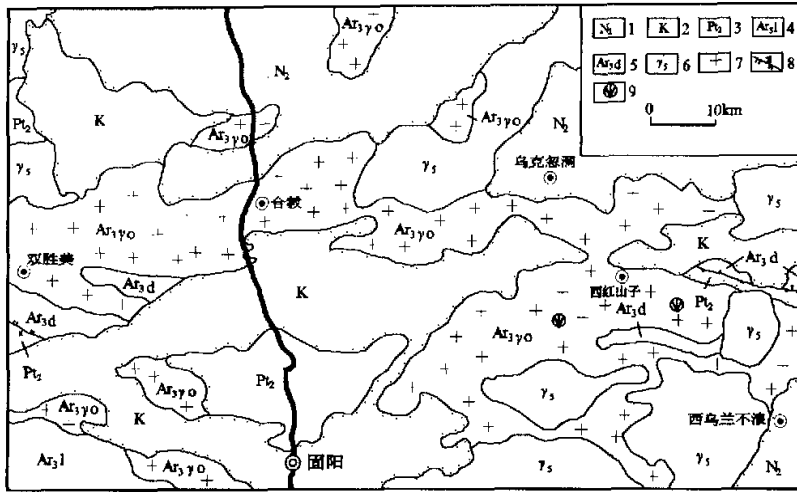 N₂ 1 K 2 Pt₂ 3 Ar₃l 4
Ar₃d 5 γ₅ 6 + 7 8
9
0 10km
Ar₃γο
γ₅
N₂
K
Ar₃γο
Ar₃γο
N₂
Pt₂
γ₅
γ₅
乌克忽洞
合教
γ₅
Ar₃γο
Ar₃γο
K
双胜美
Ar₃d
Ar₃d
K
西红山子
Ar₃d
Pt₂
Ar₃d
Ar₃γο
γ₅
Pt₂
Ar₃γο
Pt₂
γ₅
Ar₃γο
K
西乌兰不浪
Ar₃l
Ar₃γο
固阳
γ₅
γ₅
N₂